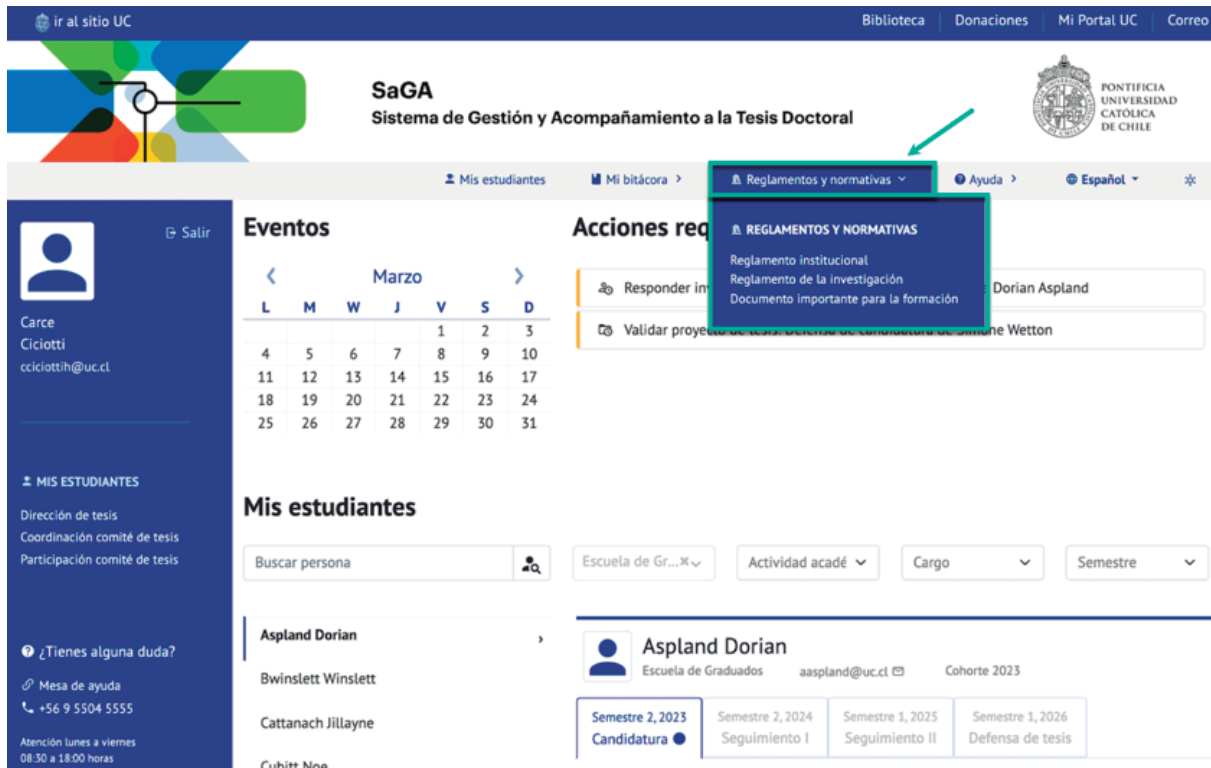 ir al sitio UC
Biblioteca
Donaciones
Mi Portal UC
Correo
SaGA
Sistema de Gestión y Acompañamiento a la Tesis Doctoral
PONTIFICIA
UNIVERSIDAD
CATÓLICA
DE CHILE
Mis estudiantes
Mi bitácora >
Reglamentos y normativas
Ayuda >
Español
Salir
Carce
Ciciotti
cciciottih@uc.cl
MIS ESTUDIANTES
Dirección de tesis
Coordinación comité de tesis
Participación comité de tesis
¿Tienes alguna duda?
Mesa de ayuda
+56 9 5504 5555
Atención lunes a viernes
08:30 a 18:00 horas
Eventos
Marzo
L M W J V S D
1 2 3
4 5 6 7 8 9 10
11 12 13 14 15 16 17
18 19 20 21 22 23 24
25 26 27 28 29 30 31
Acciones req
REGLAMENTOS Y NORMATIVAS
Reglamento institucional
Reglamento de la investigación
Documento importante para la formación
Responder in Dorian Aspland
Validar proyecto de tesis: Defensa de candidatura de Simone Wetton
Mis estudiantes
Buscar persona
Escuela de Gr...
Actividad acadé
Cargo
Semestre
Aspland Dorian
Bwinslett Winslett
Cattanach Jillayne
Cubitt Noe
Aspland Dorian
Escuela de Graduados
aaspland@uc.cl
Cohorte 2023
Semestre 2, 2023
Candidatura
Semestre 2, 2024
Seguimiento I
Semestre 1, 2025
Seguimiento II
Semestre 1, 2026
Defensa de tesis